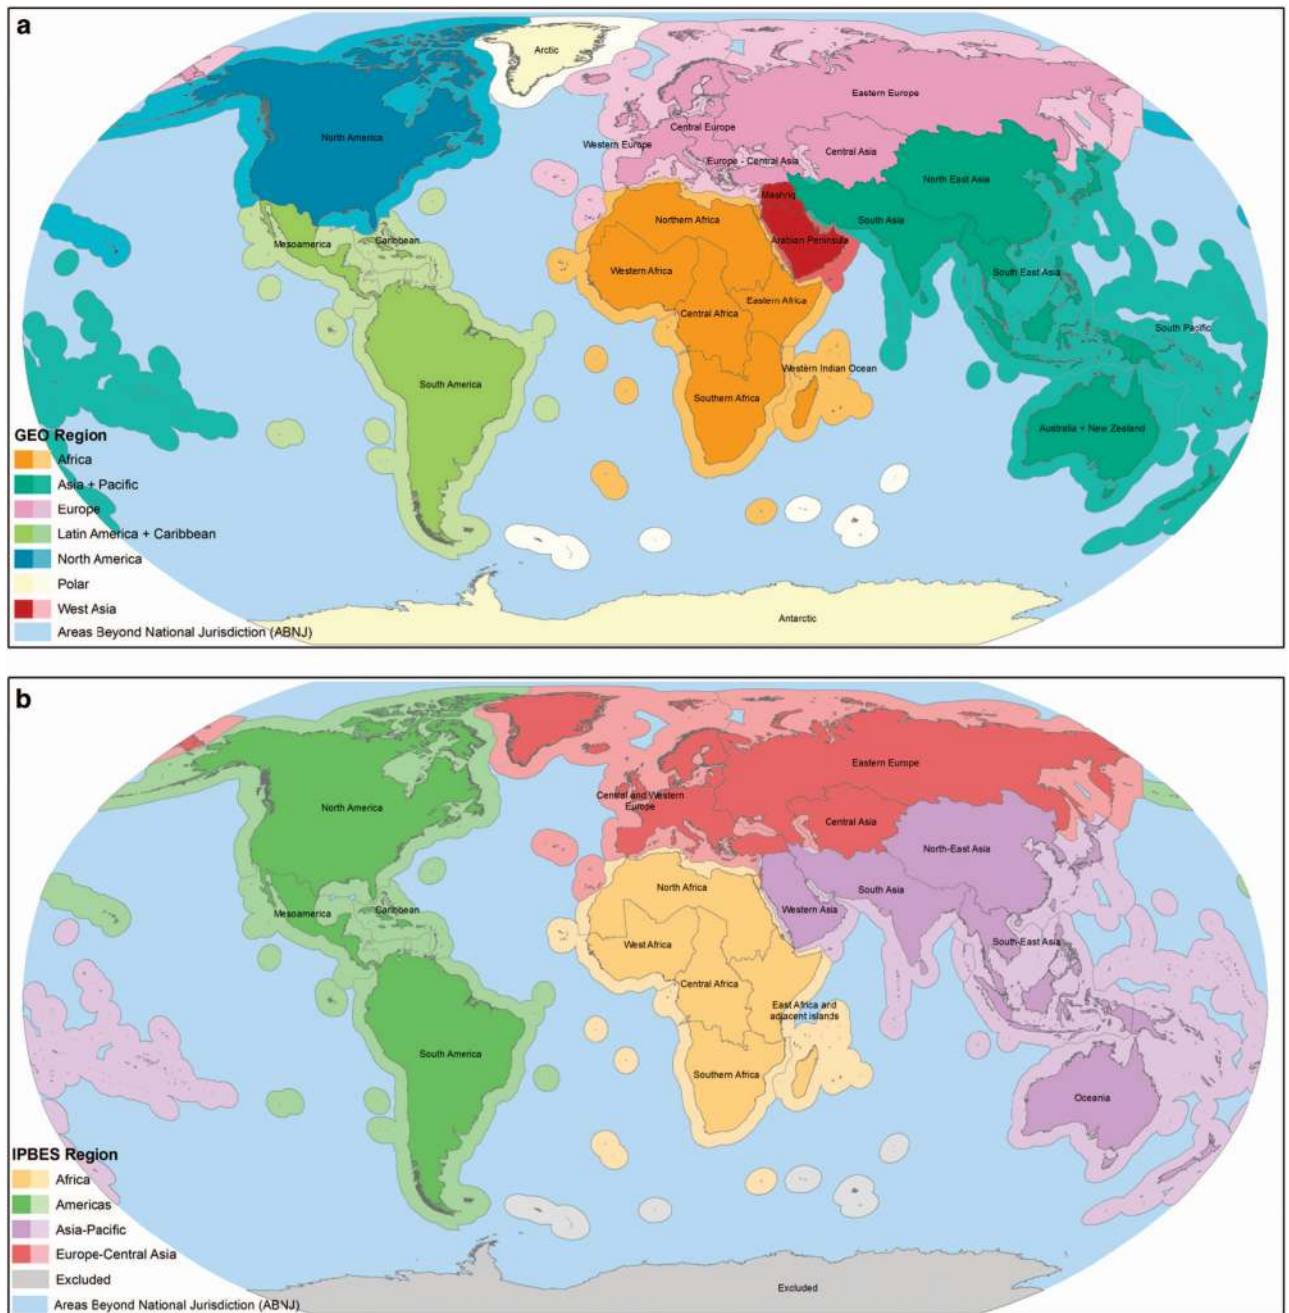 a
Arctic
Eastern Europe
North America
Central Europe
Western Europe
Central Asia
Europe - Central Asia
North East Asia
Mashriq
Northern Africa
South Asia
Mesoamerica
Caribbean
Arabian Peninsula
Western Africa
South East Asia
Eastern Africa
Central Africa
South Pacific
Western Indian Ocean
South America
Southern Africa
Australia + New Zealand
GEO Region
Africa
Asia + Pacific
Europe
Latin America + Caribbean
North America
Polar
West Asia
Antarctic
Areas Beyond National Jurisdiction (ABNJ)
b
Eastern Europe
Central and Western
Europe
North America
Central Asia
North-East Asia
North Africa
South Asia
Mesoamerica
Caribbean
Western Asia
West Africa
South-East Asia
Central Africa
East Africa and
adjacent islands
South America
Southern Africa
Oceania
IPBES Region
Africa
Americas
Asia-Pacific
Europe-Central Asia
Excluded
Excluded
Areas Beyond National Jurisdiction (ABNJ)